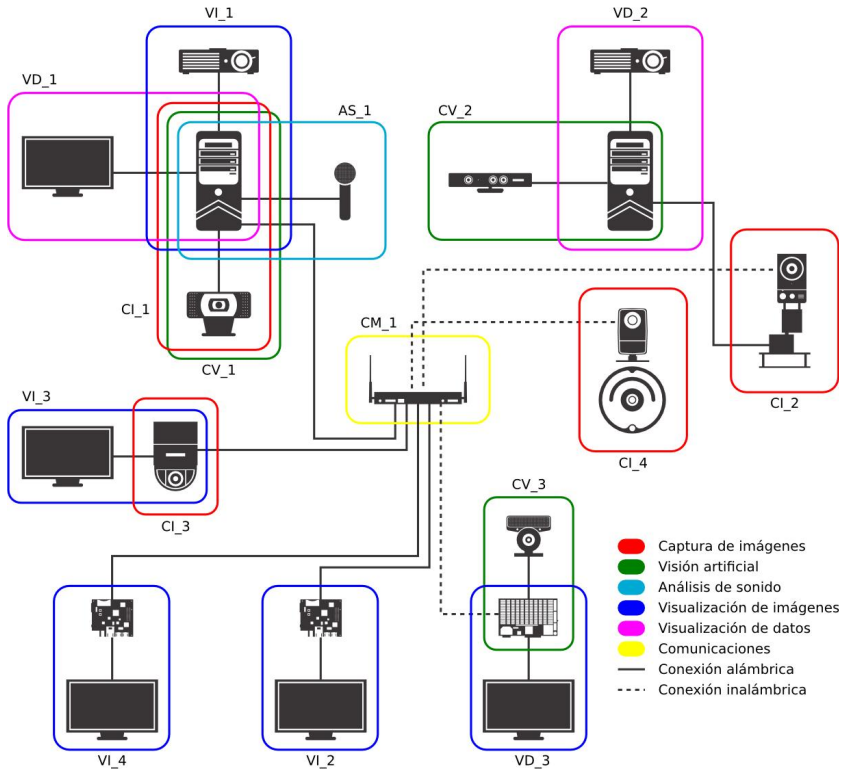 VI_1
VD_2
VD_1
AS_1
CV_2
CI_1
CM_1
CV_1
VI_3
CI_2
CI_4
CV_3
CI_3
Captura de imágenes
Visión artificial
Análisis de sonido
Visualización de imágenes
Visualización de datos
Comunicaciones
Conexión alámbrica
Conexión inalámbrica
VI_4
VI_2
VD_3